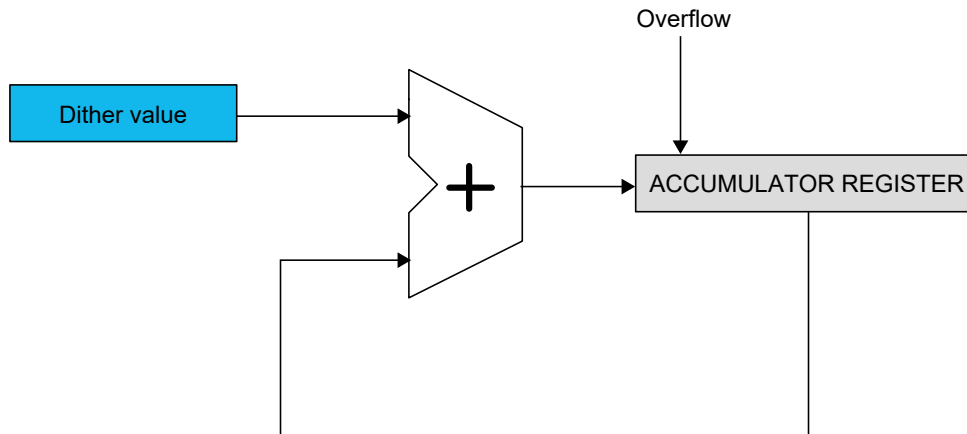 Overflow
Dither value
ACCUMULATOR REGISTER
+